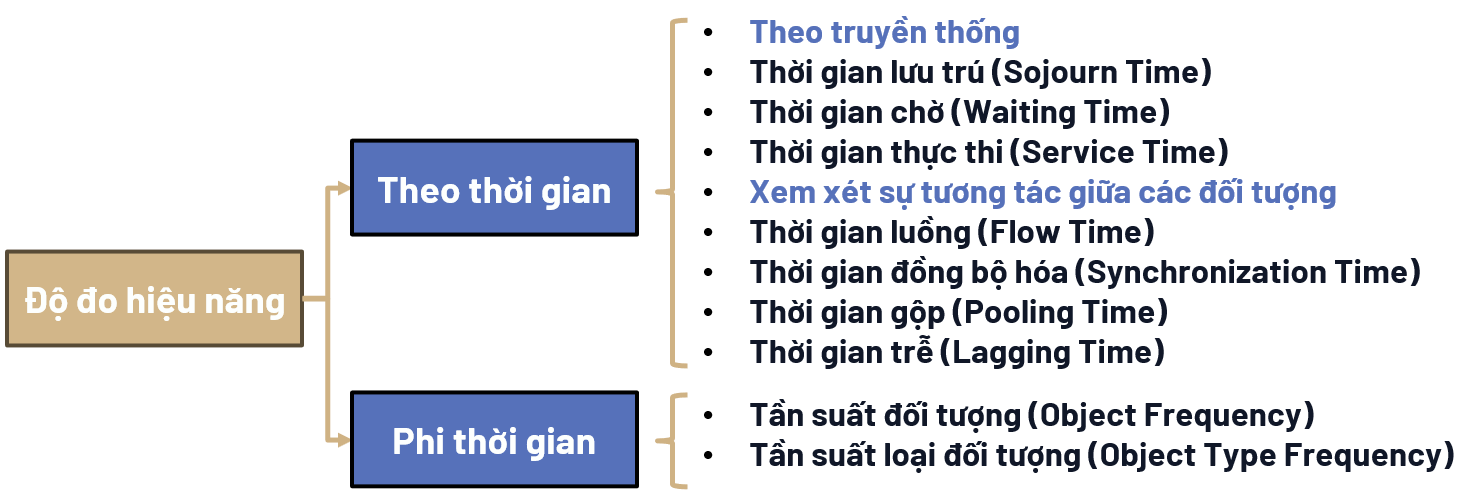 Độ đo hiệu năng
Theo thời gian
• Theo truyền thống
• Thời gian lưu trú (Sojourn Time)
• Thời gian chờ (Waiting Time)
• Thời gian thực thi (Service Time)
• Xem xét sự tương tác giữa các đối tượng
• Thời gian luồng (Flow Time)
• Thời gian đồng bộ hóa (Synchronization Time)
• Thời gian gộp (Pooling Time)
• Thời gian trễ (Lagging Time)
Phi thời gian
• Tần suất đối tượng (Object Frequency)
• Tần suất loại đối tượng (Object Type Frequency)